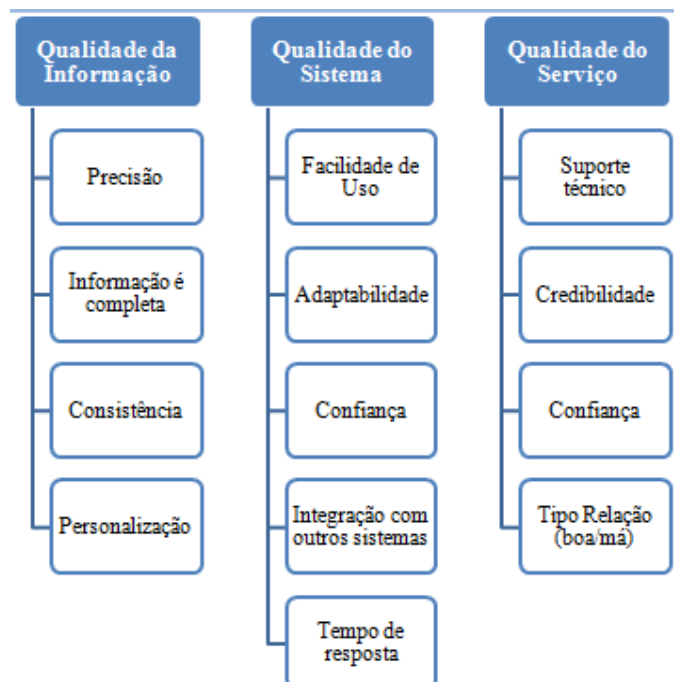 Qualidade da
Informação
Precisão
Informação é
completa
Consistência
Personalização
Qualidade do
Sistema
Facilidade de
Uso
Adaptabilidade
Confiança
Integração com
outros sistemas
Tempo de
resposta
Qualidade do
Serviço
Suporte
técnico
Credibilidade
Confiança
Tipo Relação
(boa/má)